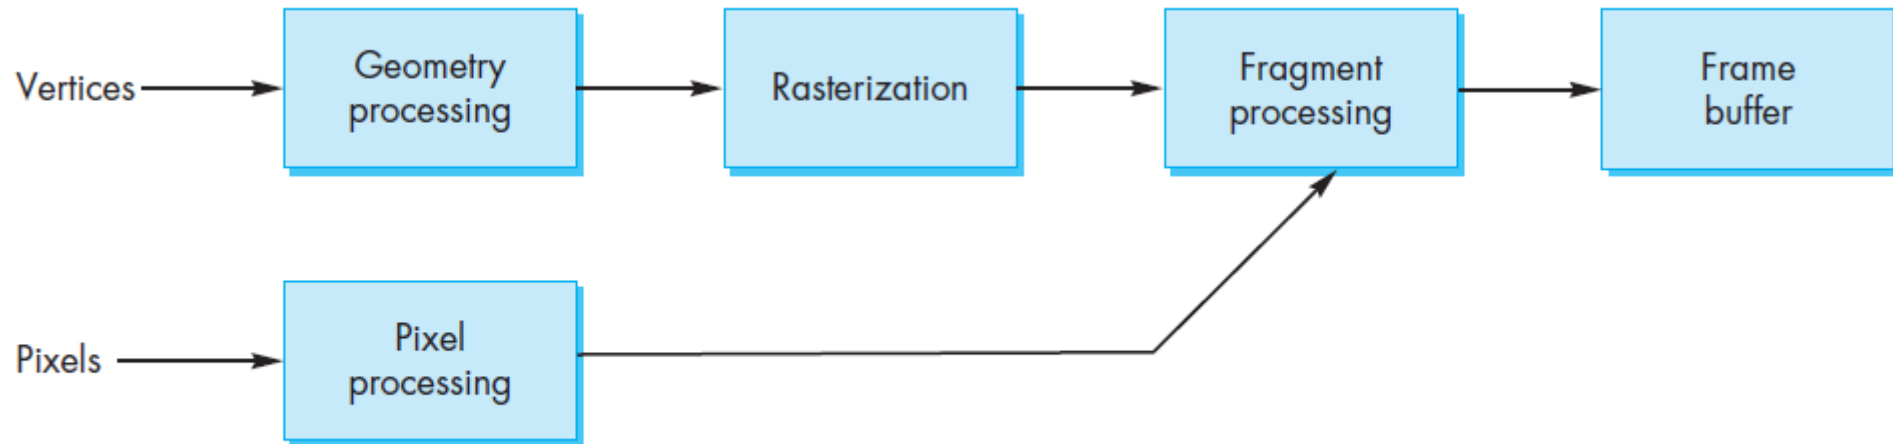 Vertices
Geometry
processing
Rasterization
Fragment
processing
Frame
buffer
Pixels
Pixel
processing